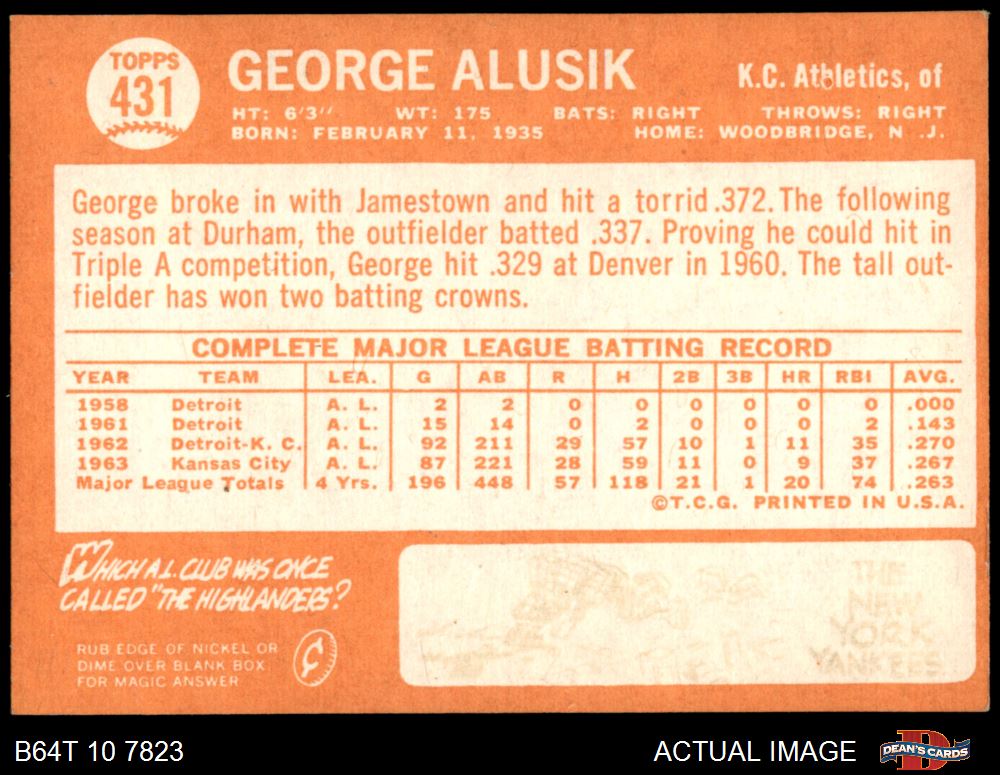 TOPPS
431
GEORGE ALUSIK
K.C. Athletics, of
HT: 6'3" WT: 175 BATS: RIGHT THROWS: RIGHT
BORN: FEBRUARY 11, 1935 HOME: WOODBRIDGE, N .J.
George broke in with Jamestown and hit a torrid .372. The following
season at Durham, the outfielder batted .337. Proving he could hit in
Triple A competition, George hit .329 at Denver in 1960. The tall out-
fielder has won two batting crowns.
COMPLETE MAJOR LEAGUE BATTING RECORD
YEAR TEAM LEA. G AB R H 2B 3B HR RBI AVG.
1958 Detroit A. L. 2 2 0 0 0 0 0 0 .000
1961 Detroit A. L. 15 14 0 2 0 0 0 2 .143
1962 Detroit-K. C. A. L. 92 211 29 57 10 1 11 35 .270
1963 Kansas City A. L. 87 221 28 59 11 0 9 37 .267
Major League Totals 4 Yrs. 196 448 57 118 21 1 20 74 .263
©T.C.G. PRINTED IN U.S.A.
WHICH A.L. CLUB WAS ONCE
CALLED "THE HIGHLANDERS?
RUB EDGE OF NICKEL OR
DIME OVER BLANK BOX
FOR MAGIC ANSWER
¢
THE
NEW
YORK
YANKEES
B64T 10 7823
ACTUAL IMAGE
D
DEAN'S CARDS